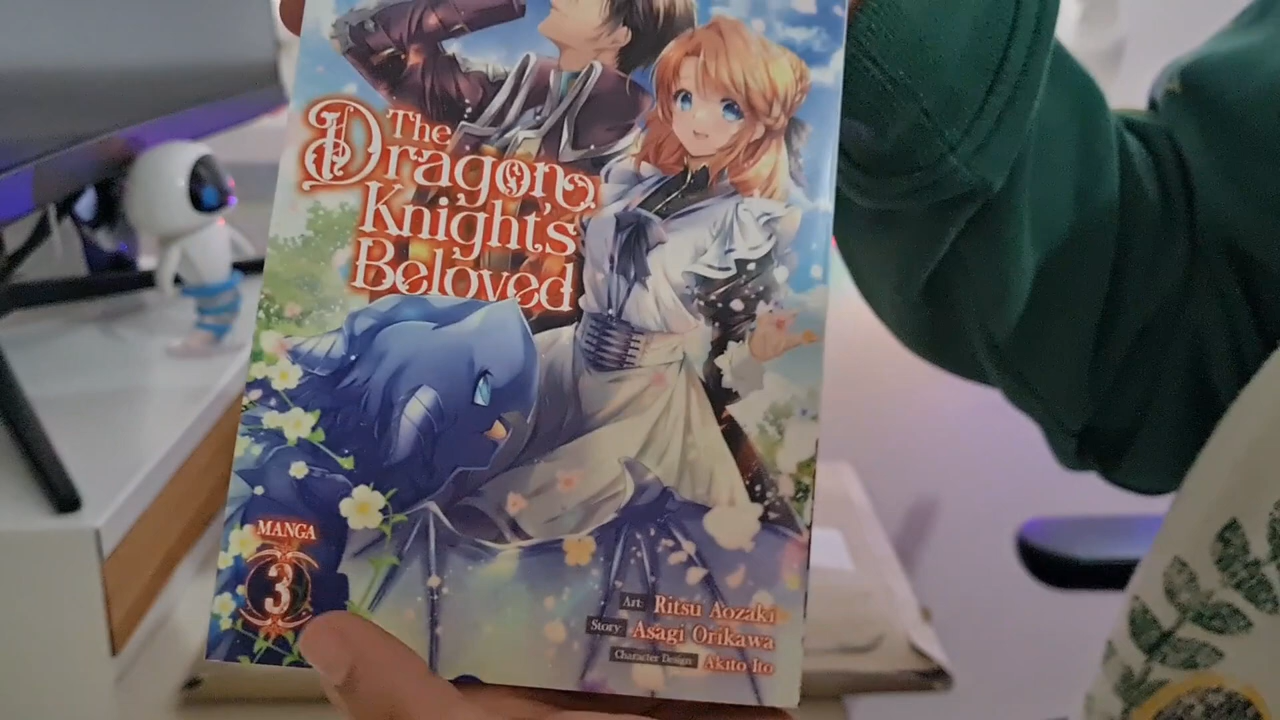 The
Dragon
Knight's
Beloved
MANGA
3
Art: Ritsu Aozaki
Story: Asagi Orikawa
Character Design Akito Ito